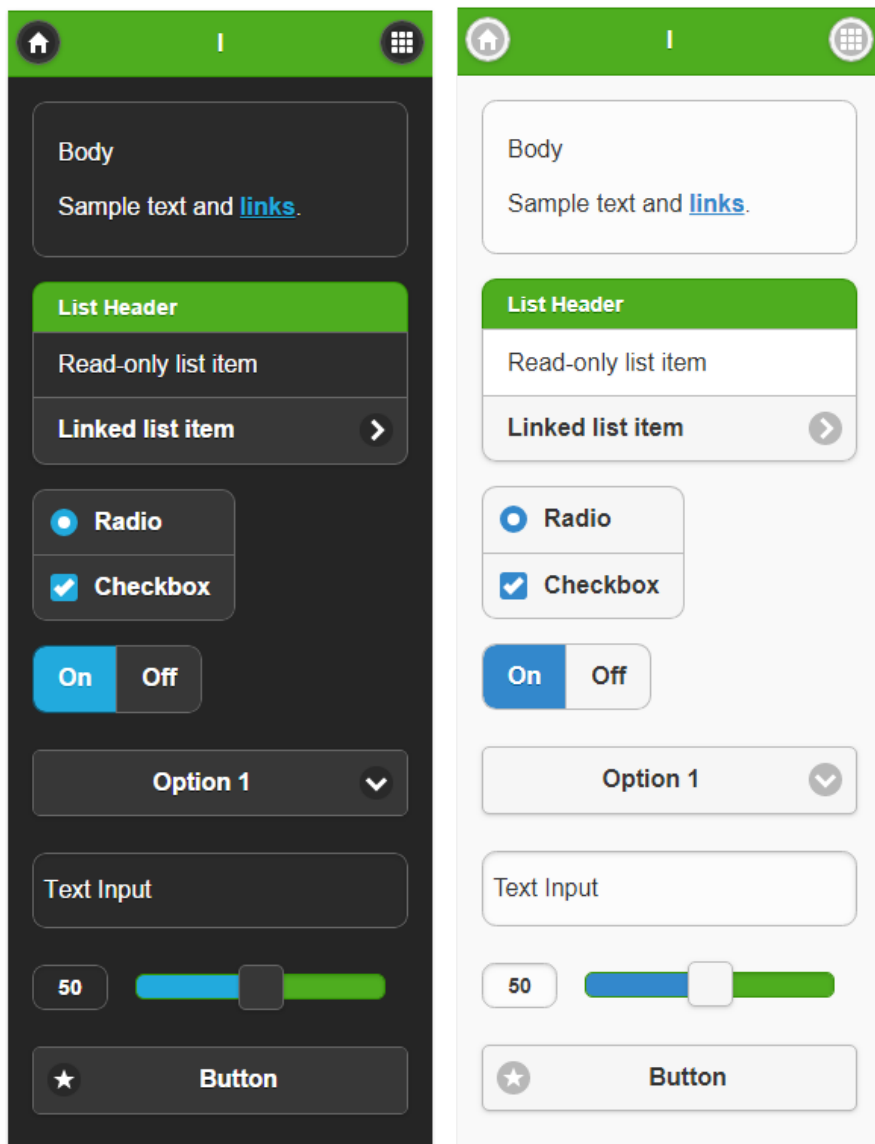 I
Body
Sample text and links.
List Header
Read-only list item
Linked list item
Radio
Checkbox
On Off
Option 1
Text Input
50
Button
I
Body
Sample text and links.
List Header
Read-only list item
Linked list item
Radio
Checkbox
On Off
Option 1
Text Input
50
Button